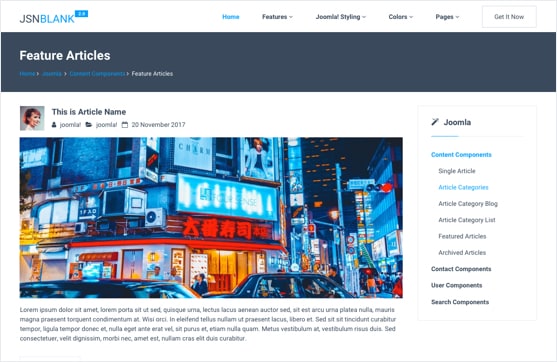 JSNBLANK 2.0
Home Features Joomla! Styling Colors Pages Get It Now
Feature Articles
Home > Joomla > Content Components > Feature Articles
This is Article Name
joomla! joomla! 20 November 2017
大番寿司本店
Lorem ipsum dolor sit amet, lorem porta sit ut sed, quisque urna, lectus lacus aenean auctor sed, sit est arcu urna platea nulla, mauris
magna praesent torquent condimentum at. Wisi orci. In eleifend tellus nullam ut praesent lacus, libero et. Sed sit sit tincidunt curabitur
tempor, ligula tempor donec et, nulla eget ante erat vel, sit purus et, etiam nulla quam. Metus vestibulum at, vestibulum risus duis. Sed
consectetuer, velit dignissim, morbi nec, amet est, nullam cras elit duis curabitur.
Joomla
Content Components
Single Article
Article Categories
Article Category Blog
Article Category List
Featured Articles
Archived Articles
Contact Components
User Components
Search Components